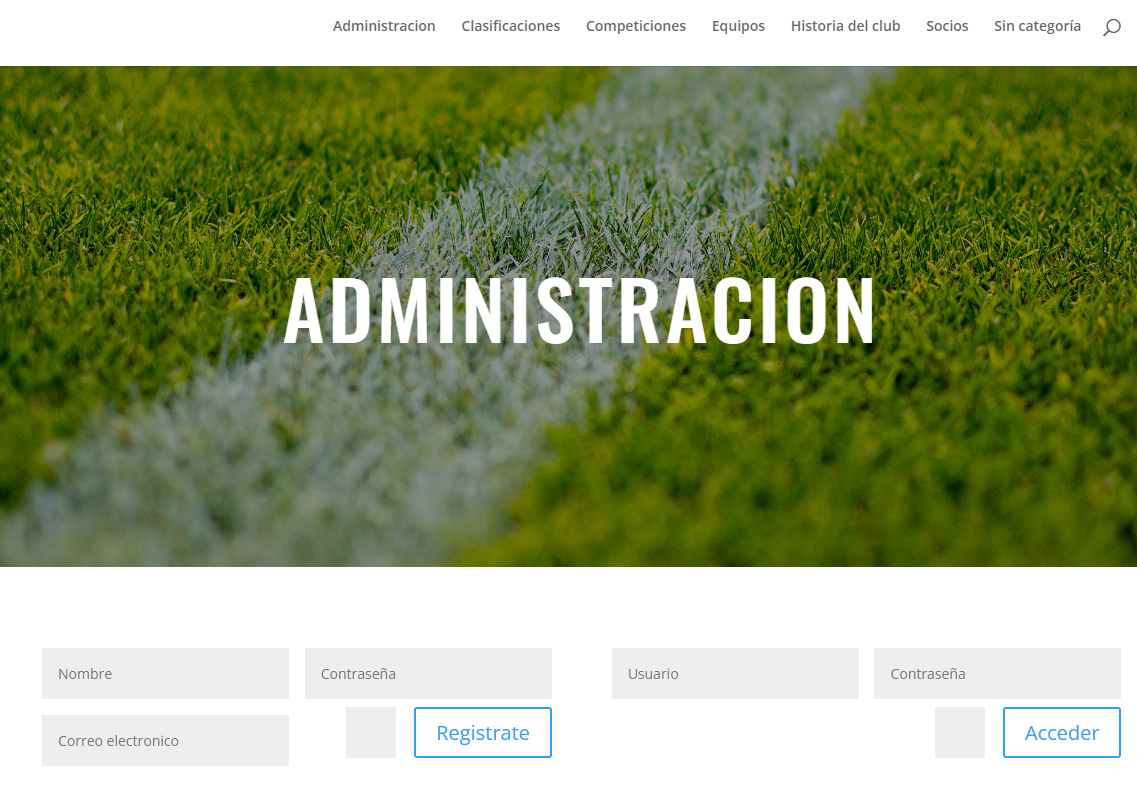 Administracion Clasificaciones Competiciones Equipos Historia del club Socios Sin categoría
ADMINISTRACION
Nombre Contraseña Usuario Contraseña
Correo electronico Registrate Acceder